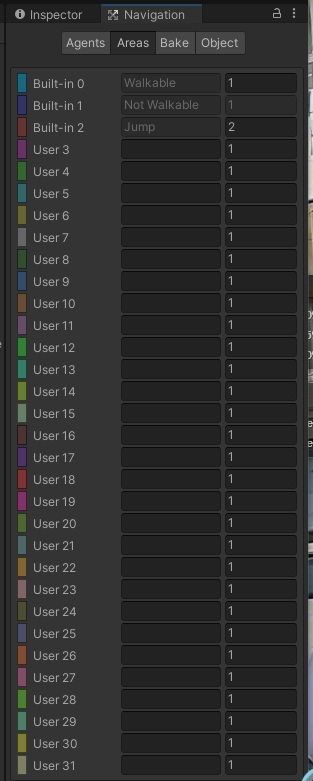 Inspector Navigation
Agents Areas Bake Object
Built-in 0 Walkable 1
Built-in 1 Not Walkable 1
Built-in 2 Jump 2
User 3 1
User 4 1
User 5 1
User 6 1
User 7 1
User 8 1
User 9 1
User 10 1
User 11 1
User 12 1
User 13 1
User 14 1
User 15 1
User 16 1
User 17 1
User 18 1
User 19 1
User 20 1
User 21 1
User 22 1
User 23 1
User 24 1
User 25 1
User 26 1
User 27 1
User 28 1
User 29 1
User 30 1
User 31 1